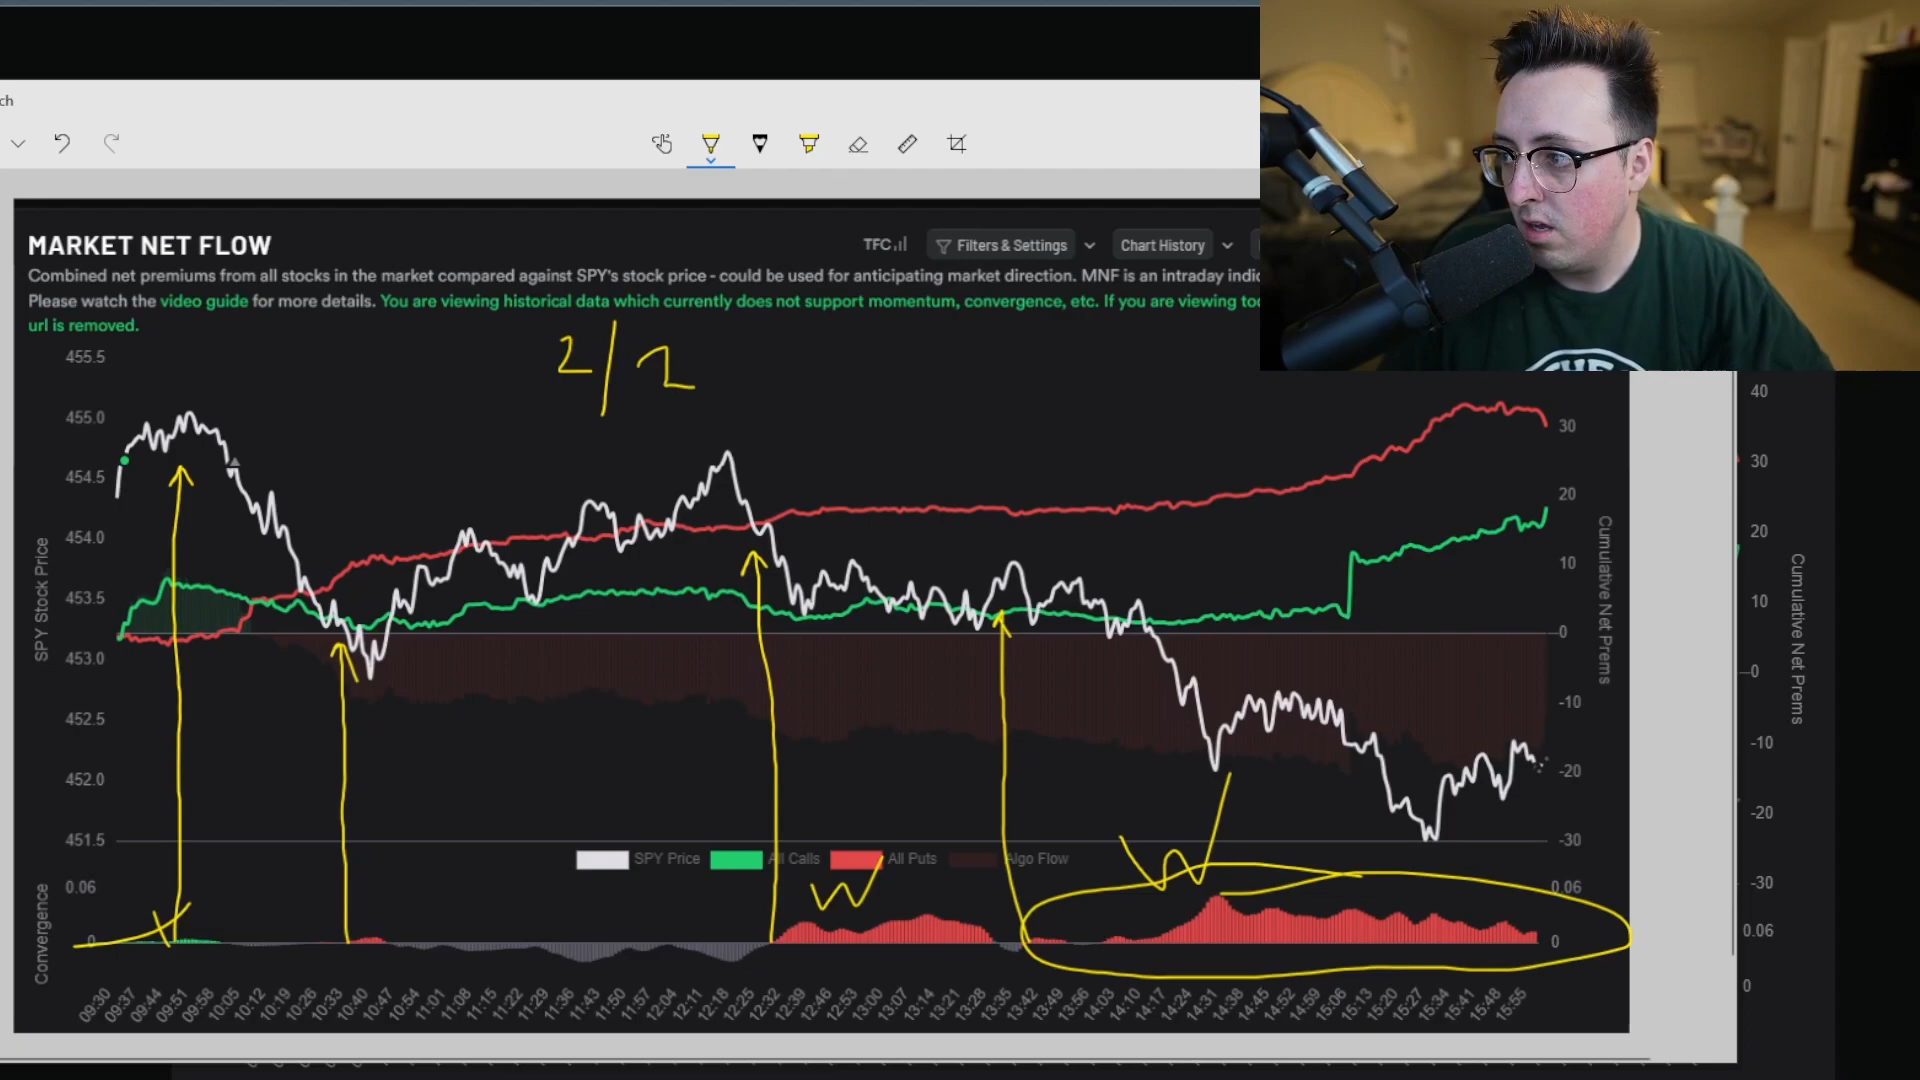 ch
MARKET NET FLOW
TFC
Filters & Settings
Chart History
Combined net premiums from all stocks in the market compared against SPY's stock price - could be used for anticipating market direction. MNF is an intraday indic
Please watch the video guide for more details. You are viewing historical data which currently does not support momentum, convergence, etc. If you are viewing to
url is removed.
2/2
455.5
455.0
454.5
454.0
453.5
453.0
452.5
452.0
451.5
SPY Stock Price
30
20
10
0
-10
-20
-30
Cumulative Net Prems
SPY Price All Calls All Puts Algo Flow
0.06
0
Convergence
0.06
0
09:30 09:37 09:44 09:51 09:58 10:05 10:12 10:19 10:26 10:33 10:40 10:47 10:54 11:01 11:08 11:15 11:22 11:29 11:36 11:43 11:50 11:57 12:04 12:11 12:18 12:25 12:32 12:39 12:46 12:53 13:00 13:07 13:14 13:21 13:28 13:35 13:42 13:49 13:56 14:03 14:10 14:17 14:24 14:31 14:38 14:45 14:52 14:59 15:06 15:13 15:20 15:27 15:34 15:41 15:48 15:55
W
W
40
30
20
10
0
-10
-20
-30
Cumulative Net Prems
0.06
0
THE